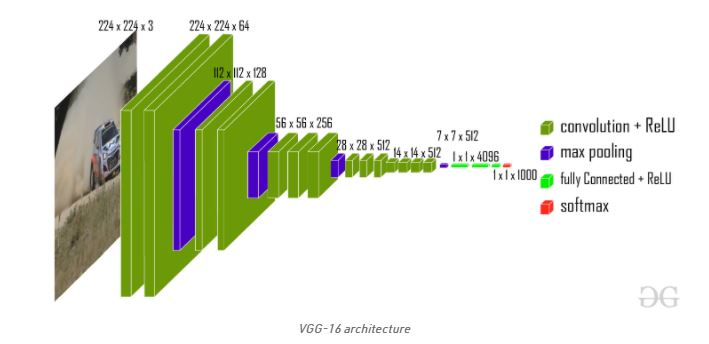 224 x 224 x 3
224 x 224 x 64
112 x 112 x 128
56 x 56 x 256
28 x 28 x 512
14 x 14 x 512
7 x 7 x 512
1 x 1 x 4096
1 x 1 x 1000
convolution + ReLU
max pooling
fully Connected + ReLU
softmax
VGG-16 architecture